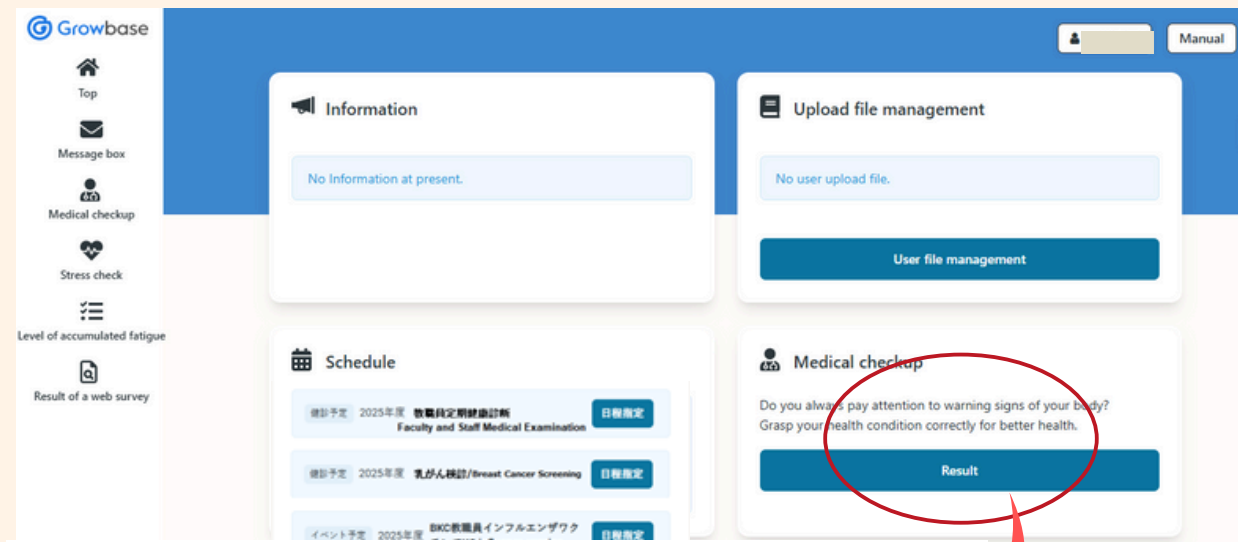 Growbase
Manual
Top
Message box
Medical checkup
Stress check
Level of accumulated fatigue
Result of a web survey
Information
No Information at present.
Upload file management
No user upload file.
User file management
Schedule
健診予定 2025年度 教職員定期健康診断 日程指定
Faculty and Staff Medical Examination
健診予定 2025年度 乳がん検診/Breast Cancer Screening 日程指定
イベント予定 2025年度 BKC教職員インフルエンザワク 日程指定
Medical checkup
Do you always pay attention to warning signs of your body?
Grasp your health condition correctly for better health.
Result